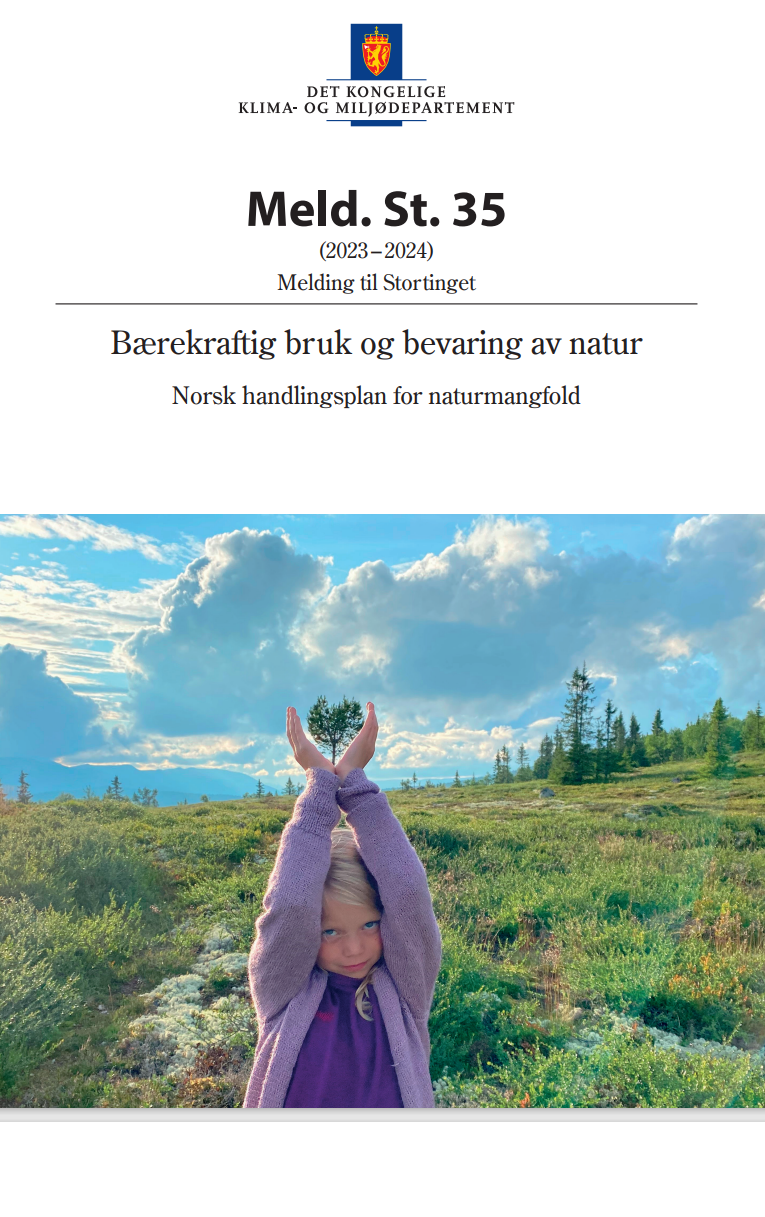 DET KONGELIGE
KLIMA- OG MILJØDEPARTEMENT
Meld. St. 35
(2023–2024)
Melding til Stortinget
Bærekraftig bruk og bevaring av natur
Norsk handlingsplan for naturmangfold